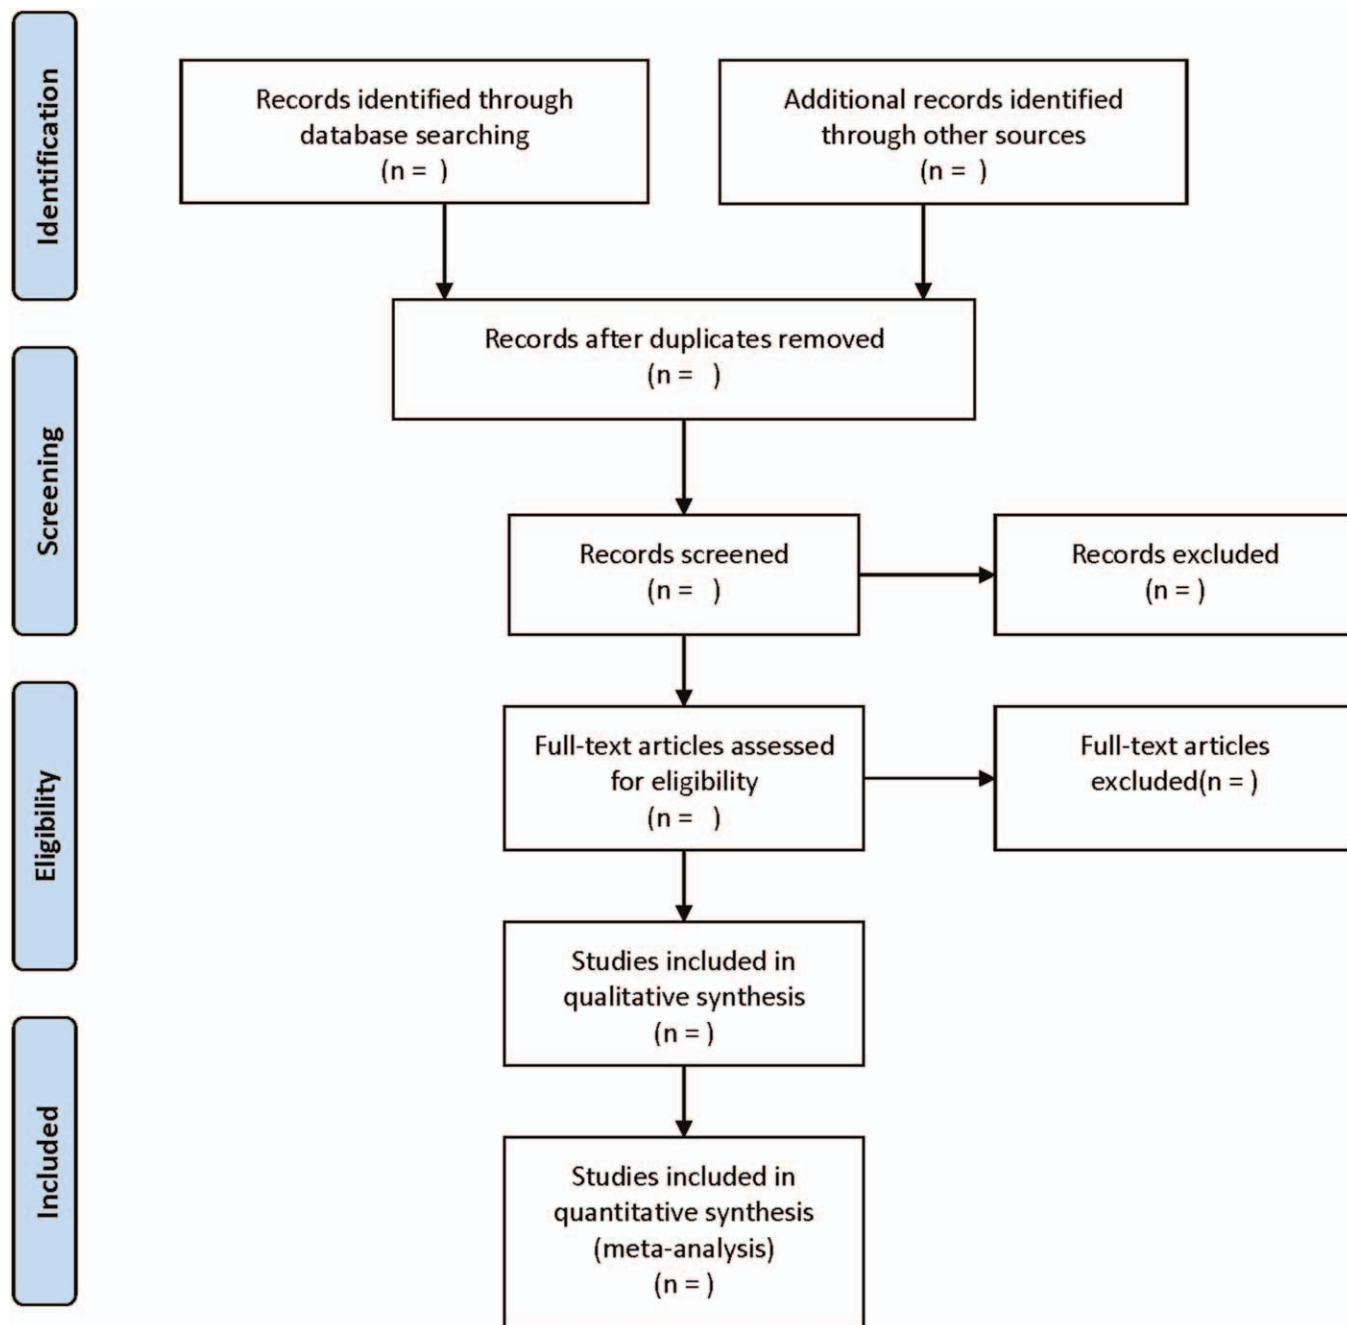 Identification
Records identified through
database searching
(n =  )
Additional records identified
through other sources
(n =  )
Records after duplicates removed
(n =   )
Screening
Records screened
(n =   )
Records excluded
(n = )
Eligibility
Full-text articles assessed
for eligibility
(n =   )
Full-text articles
excluded(n = )
Studies included in
qualitative synthesis
(n = )
Included
Studies included in
quantitative synthesis
(meta-analysis)
(n = )